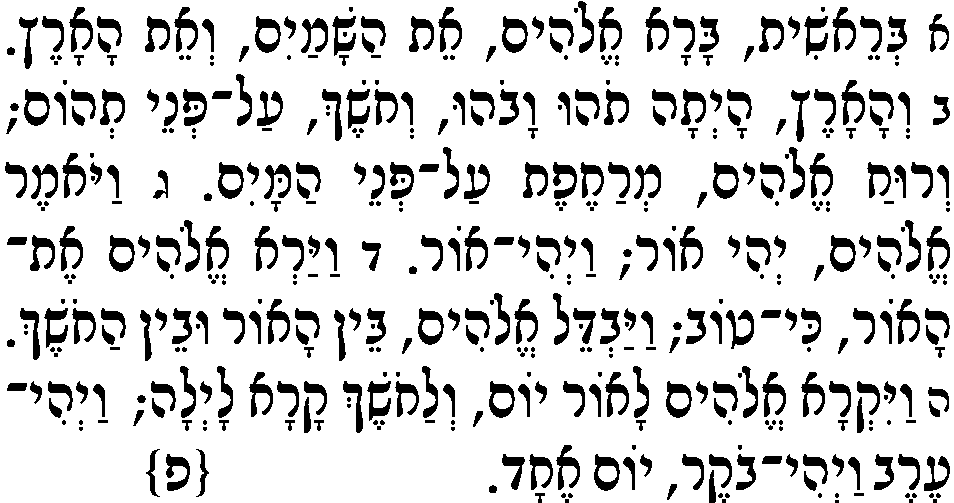 א בְּרֵאשִׁית, בָּרָא אֱלֹהִים, אֵת הַשָּׁמַיִם, וְאֵת הָאָרֶץ.
ב וְהָאָרֶץ, הָיְתָה תֹהוּ וָבֹהוּ, וְחֹשֶׁךְ, עַל-פְּנֵי תְהוֹם;
וְרוּחַ אֱלֹהִים, מְרַחֶפֶת עַל-פְּנֵי הַמָּיִם. ג וַיֹּאמֶר
אֱלֹהִים, יְהִי אוֹר; וַיְהִי-אוֹר. ד וַיַּרְא אֱלֹהִים אֶת-
הָאוֹר, כִּי-טוֹב; וַיַּבְדֵּל אֱלֹהִים, בֵּין הָאוֹר וּבֵין הַחֹשֶׁךְ.
ה וַיִּקְרָא אֱלֹהִים לָאוֹר יוֹם, וְלַחֹשֶׁךְ קָרָא לָיְלָה; וַיְהִי-
עֶרֶב וַיְהִי-בֹקֶר, יוֹם אֶחָד. {פ}